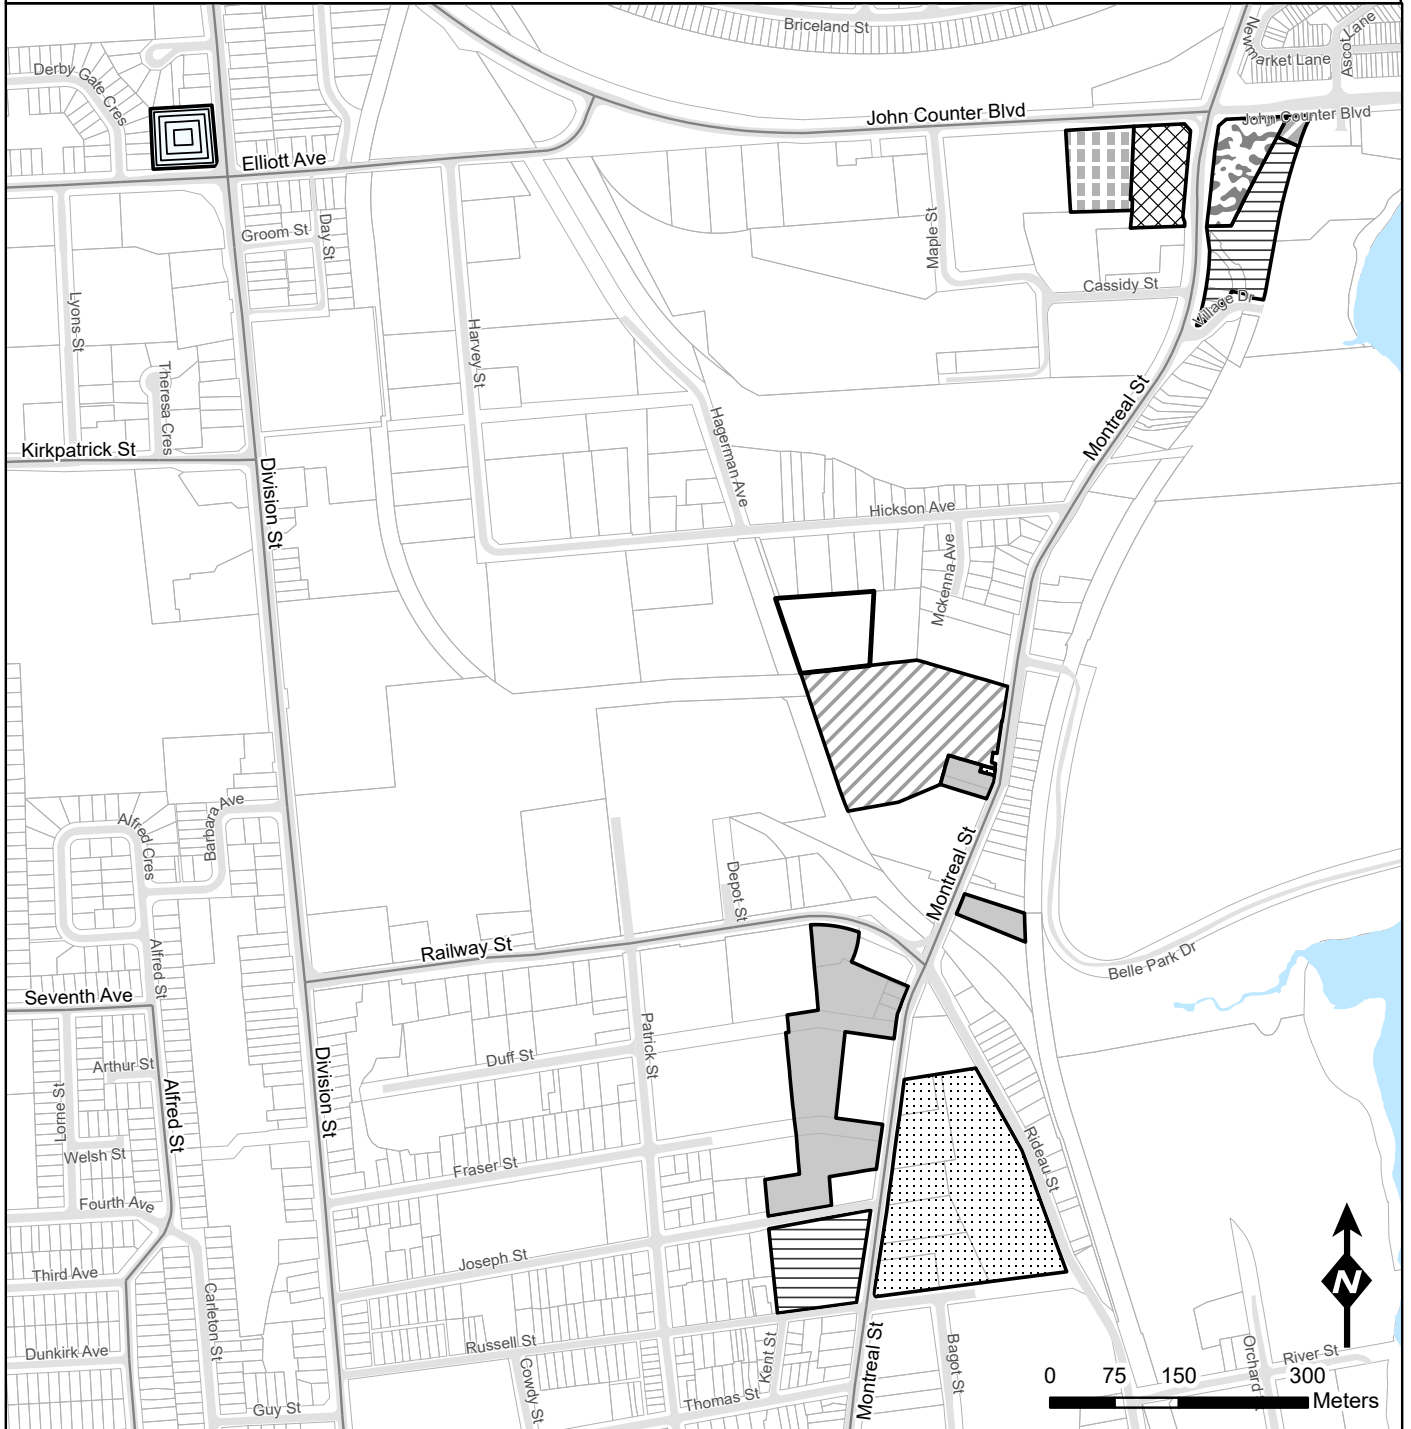 Briceland St
Newmarket Lane
Ascot Lane
Derby Gate Cres
John Counter Blvd
John Counter Blvd
Elliott Ave
Groom St
Day St
Maple St
Cassidy St
Village Dr
Lyons St
Theresa Cres
Harvey St
Hagerman Ave
Montreal St
Kirkpatrick St
Division St
Hickson Ave
Mckenna Ave
Barbara Ave
Alfred Cres
Montreal St
Depot St
Railway St
Alfred St
Belle Park Dr
Seventh Ave
Patrick St
Duff St
Arthur St
Lorne St
Alfred St
Division St
Welsh St
Fraser St
Rideau St
Fourth Ave
Joseph St
Third Ave
Carleton St
N
Russell St
Kent St
Montreal St
Bagot St
Orchard
River St
Dunkirk Ave
Cowdy St
Thomas St
Guy St
0 75 150 300
Meters